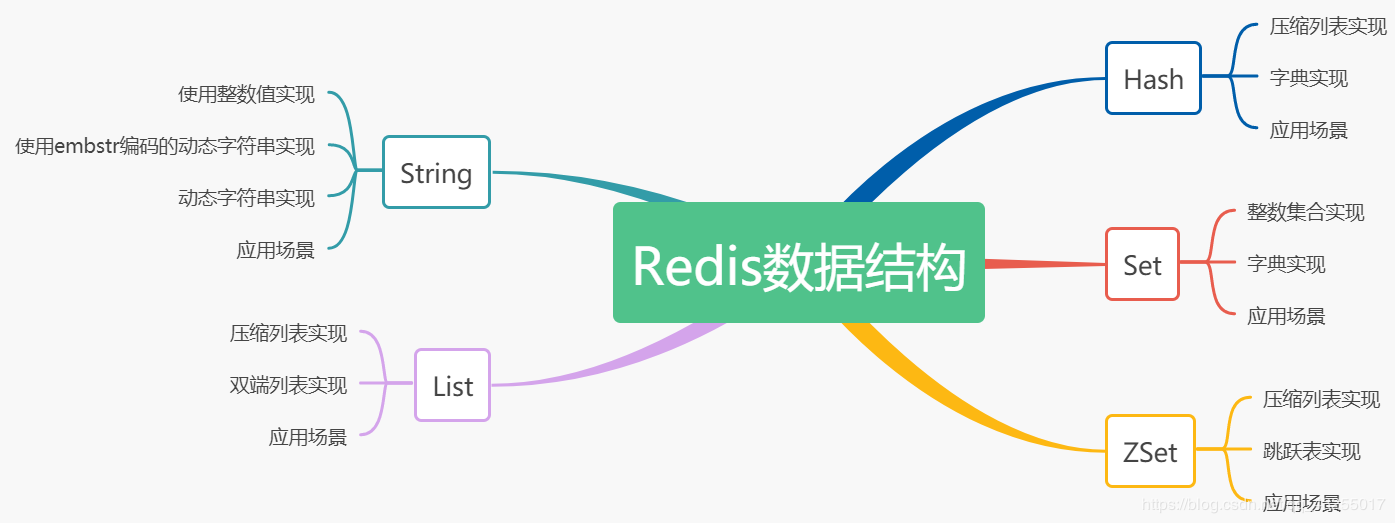 Redis数据结构
String
使用整数值实现
使用embstr编码的动态字符串实现
动态字符串实现
应用场景
List
压缩列表实现
双端列表实现
应用场景
Hash
压缩列表实现
字典实现
应用场景
Set
整数集合实现
字典实现
应用场景
ZSet
压缩列表实现
跳跃表实现
应用场景